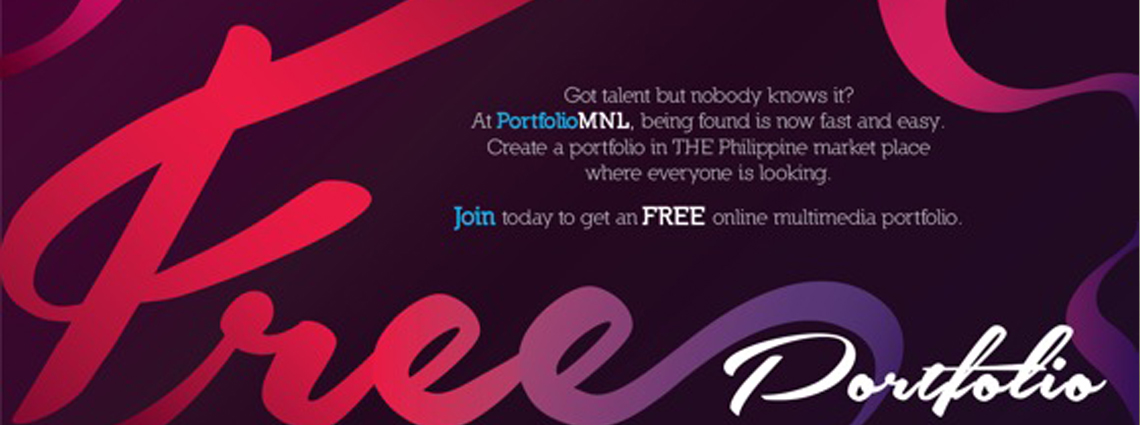 Got talent but nobody knows it?
At PortfolioMNL, being found is now fast and easy.
Create a portfolio in THE Philippine market place
where everyone is looking.
Join today to get an FREE online multimedia portfolio.
Free
Portfolio